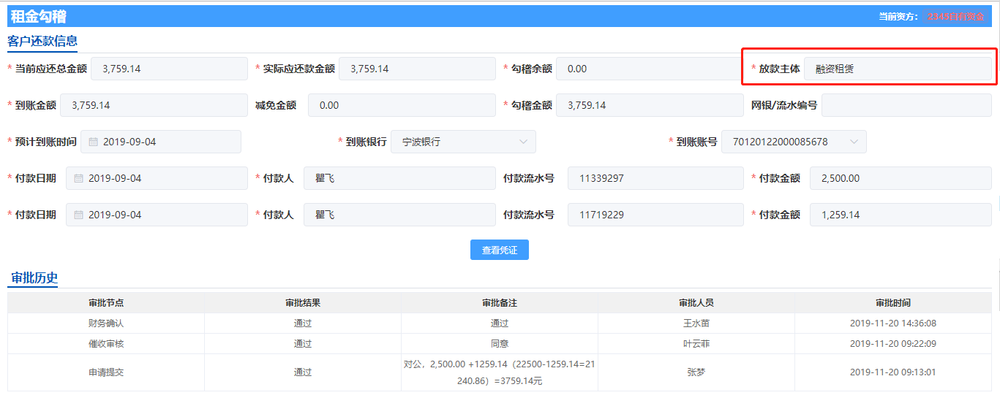 租金勾稽 当前资方： 2345自有资金
客户还款信息
* 当前应还总金额 3,759.14 * 实际应还款金额 3,759.14 * 勾稽余额 0.00 * 放款主体 融资租赁
* 到账金额 3,759.14 减免金额 0.00 * 勾稽金额 3,759.14 网银/流水编号
* 预计到账时间 2019-09-04 * 到账银行 宁波银行 * 到账账号 70120122000085678
* 付款日期 2019-09-04 * 付款人 瞿飞 付款流水号 11339297 * 付款金额 2,500.00
* 付款日期 2019-09-04 * 付款人 瞿飞 付款流水号 11719229 * 付款金额 1,259.14
查看凭证
审批历史
审批节点 审批结果 审批备注 审批人员 审批时间
财务确认 通过 通过 王水苗 2019-11-20 14:36:08
催收审核 通过 同意 叶云菲 2019-11-20 09:22:09
申请提交 通过 对公，2,500.00 +1259.14（22500-1259.14=21
240.86）=3759.14元 张梦 2019-11-20 09:13:01